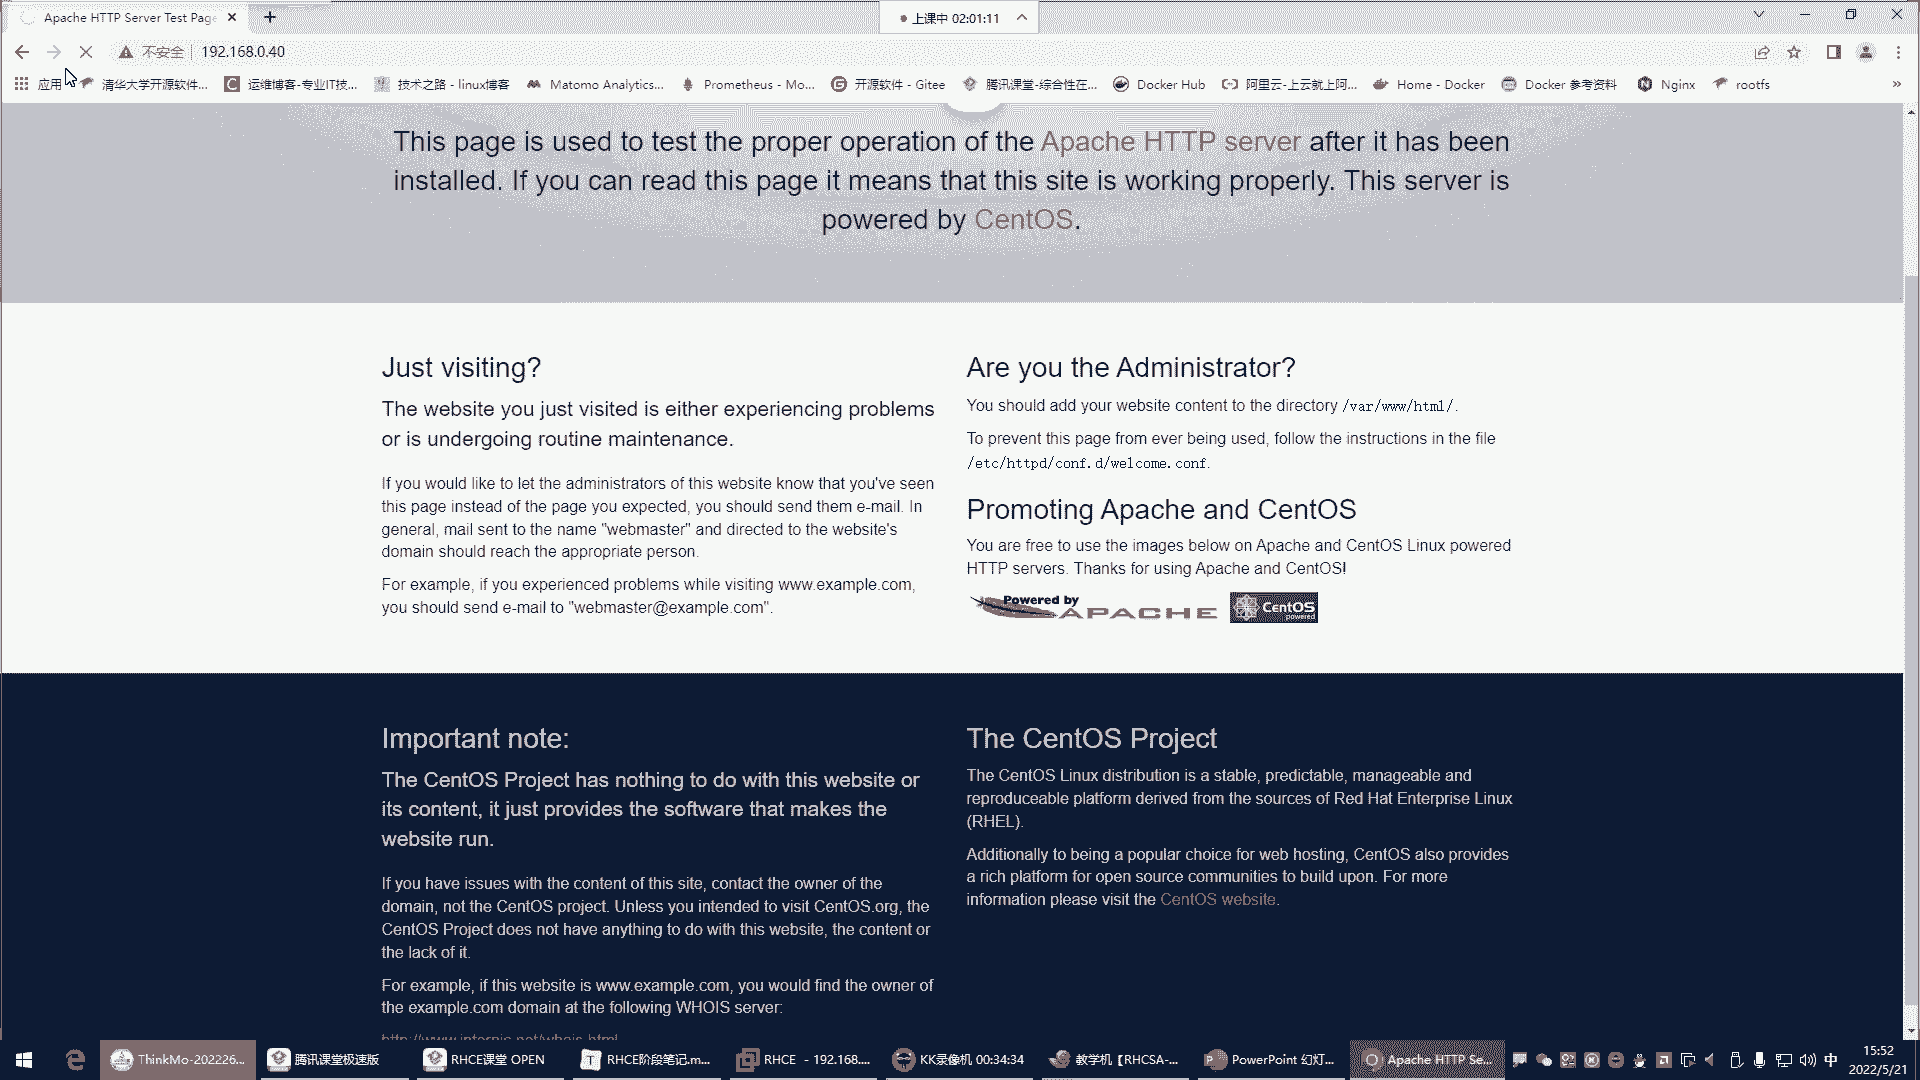 Apache HTTP Server Test Page
上课中 02:01:11
不安全
192.168.0.40
应用
清华大学开源软件...
运维博客-专业IT技...
技术之路 - linux博客
Matomo Analytics...
Prometheus - Mo...
开源软件 - Gitee
腾讯课堂-综合性在...
Docker Hub
阿里云-上云就上阿...
Home - Docker
Docker 参考资料
Nginx
rootfs
This page is used to test the proper operation of the Apache HTTP server after it has been
installed. If you can read this page it means that this site is working properly. This server is
powered by CentOS.
Just visiting?
The website you just visited is either experiencing problems
or is undergoing routine maintenance.
If you would like to let the administrators of this website know that you've seen
this page instead of the page you expected, you should send them e-mail. In
general, mail sent to the name "webmaster" and directed to the website's
domain should reach the appropriate person.
For example, if you experienced problems while visiting www.example.com,
you should send e-mail to "webmaster@example.com".
Are you the Administrator?
You should add your website content to the directory /var/www/html/.
To prevent this page from ever being used, follow the instructions in the file
/etc/httpd/conf.d/welcome.conf.
Promoting Apache and CentOS
You are free to use the images below on Apache and CentOS Linux powered
HTTP servers. Thanks for using Apache and CentOS!
Powered by
APACHE
CentOS
powered
Important note:
The CentOS Project has nothing to do with this website or
its content, it just provides the software that makes the
website run.
If you have issues with the content of this site, contact the owner of the
domain, not the CentOS project. Unless you intended to visit CentOS.org, the
CentOS Project does not have anything to do with this website, the content or
the lack of it.
For example, if this website is www.example.com, you would find the owner of
the example.com domain at the following WHOIS server:
http://www.internic.net/whois.html
The CentOS Project
The CentOS Linux distribution is a stable, predictable, manageable and
reproduceable platform derived from the sources of Red Hat Enterprise Linux
(RHEL).
Additionally to being a popular choice for web hosting, CentOS also provides
a rich platform for open source communities to build upon. For more
information please visit the CentOS website.
ThinkMo-202226...
腾讯课堂极速版
RHCE课堂 OPEN
RHCE阶段笔记.m...
RHCE - 192.168....
KK录像机 00:34:34
教学机【RHCSA-...
PowerPoint 幻灯...
Apache HTTP Se...
中
15:52
2022/5/21